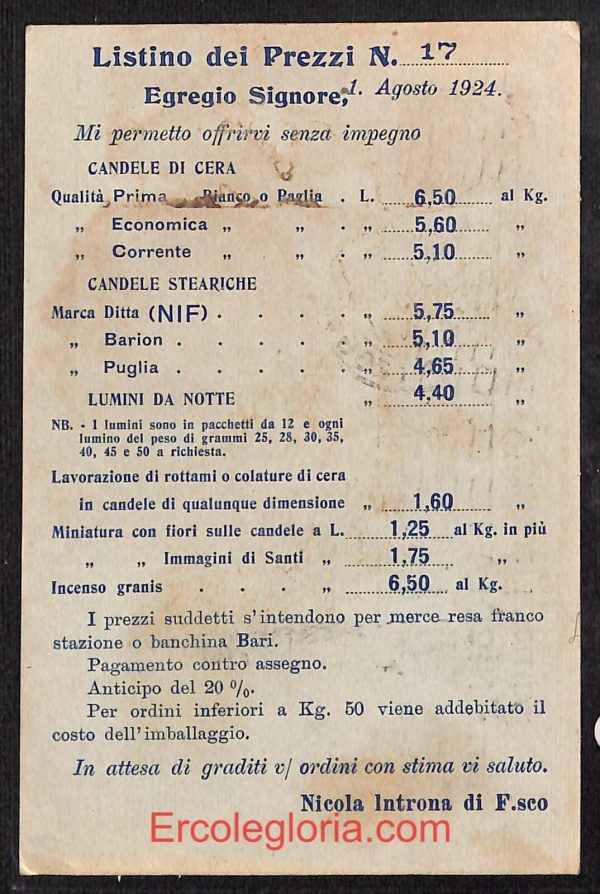 Listino dei Prezzi N. 17
Egregio Signore, 1. Agosto 1924.
Mi permetto offrirvi senza impegno
CANDELE DI CERA
Qualità Prima Bianco o Paglia . L. 6,50 al Kg.
„ Economica „ „ . „ 5,60 „
„ Corrente „ „ . „ 5,10 „
CANDELE STEARICHE
Marca Ditta (NIF) . . . . „ 5,75 „
„ Barion . . . . . „ 5,10 „
„ Puglia . . . . . „ 4,65 „
LUMINI DA NOTTE „ 4,40 „
NB. - I lumini sono in pacchetti da 12 e ogni
lumino del peso di grammi 25, 28, 30, 35,
40, 45 e 50 a richiesta.
Lavorazione di rottami o colature di cera
in candele di qualunque dimensione „ 1,60 „
Miniatura con fiori sulle candele a L. 1,25 al Kg. in più
„ „ Immagini di Santi „ 1,75 „ .
Incenso granis . . . „ 6,50 al Kg.
I prezzi suddetti s'intendono per merce resa franco
stazione o banchina Bari.
Pagamento contro assegno.
Anticipo del 20 %.
Per ordini inferiori a Kg. 50 viene addebitato il
costo dell'imballaggio.
In attesa di graditi v/ ordini con stima vi saluto.
Nicola Introna di F.sco
Ercolegloria.com